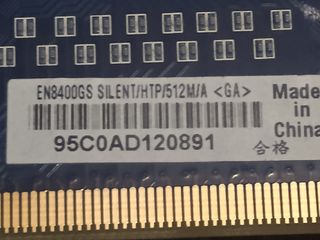 EN8400GS SILENT/HTP/512M/A <GA>
95C0AD120891
Made
in
China
合格